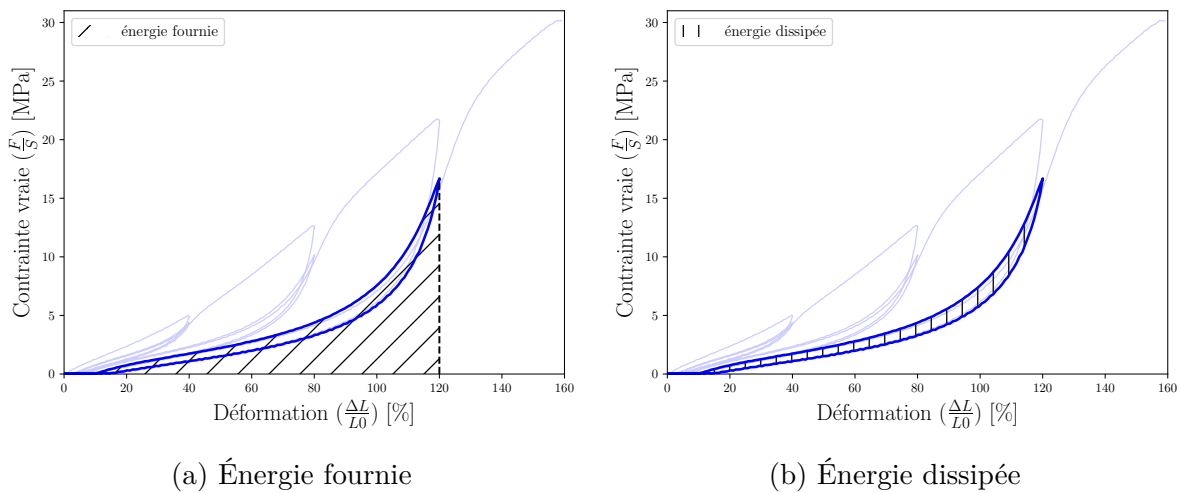 énergie fournie
30
25
20
15
10
5
0
0 20 40 60 80 100 120 140 160
Contrainte vraie (F/S) [MPa]
Déformation (ΔL/L0) [%]
(a) Énergie fournie
énergie dissipée
30
25
20
15
10
5
0
0 20 40 60 80 100 120 140 160
Contrainte vraie (F/S) [MPa]
Déformation (ΔL/L0) [%]
(b) Énergie dissipée